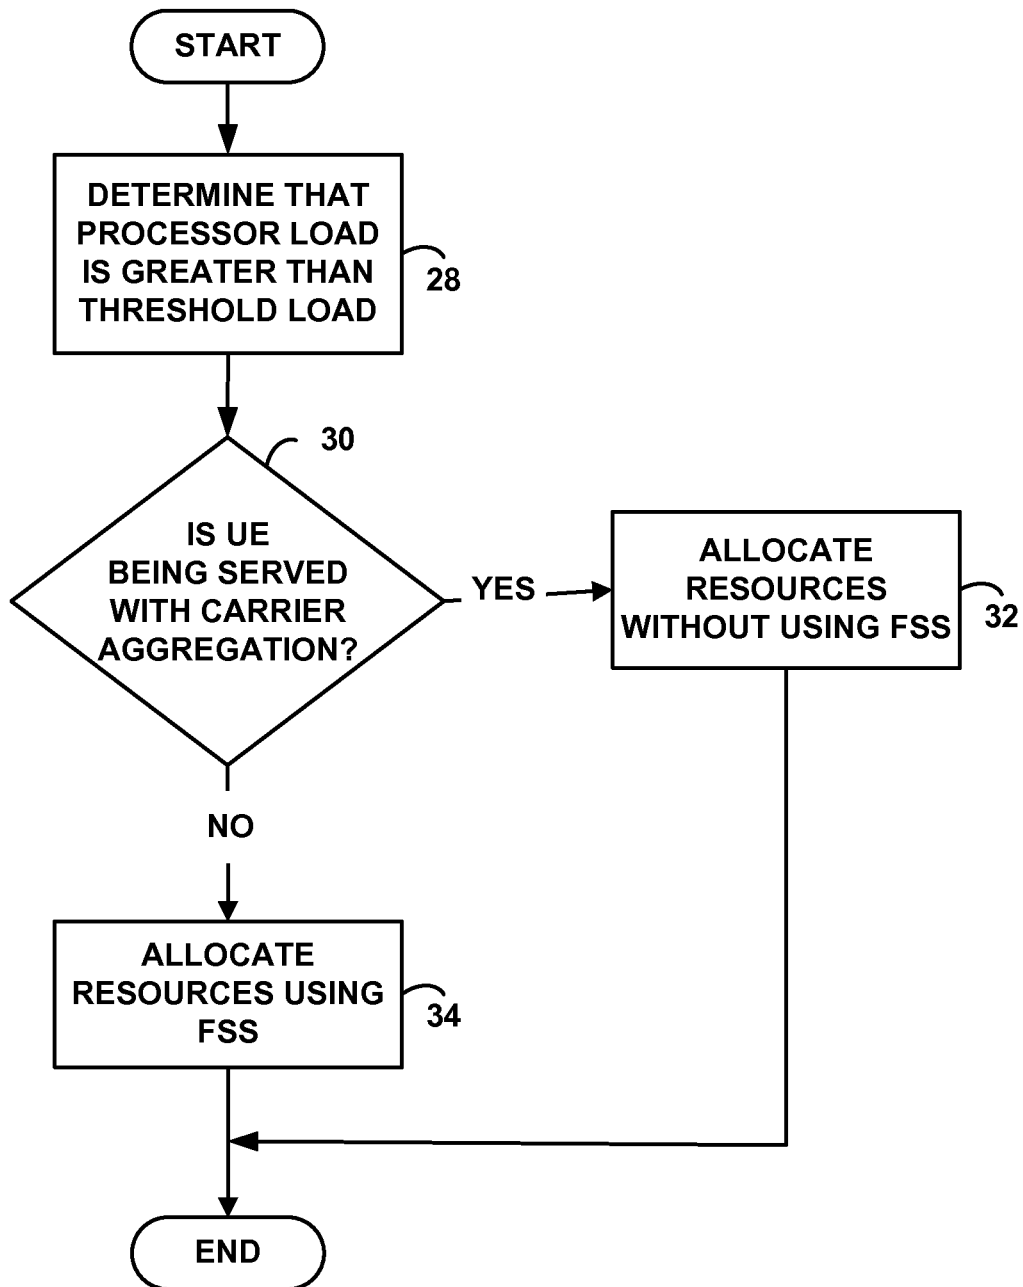 START
DETERMINE THAT
PROCESSOR LOAD
IS GREATER THAN
THRESHOLD LOAD
28
30
IS UE
BEING SERVED
WITH CARRIER
AGGREGATION?
YES
ALLOCATE
RESOURCES
WITHOUT USING FSS
32
NO
ALLOCATE
RESOURCES USING
FSS
34
END